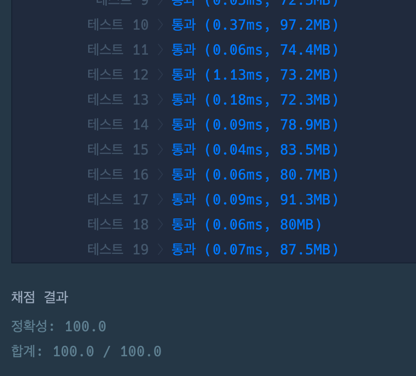 테스트 9 〉 통과 (0.05ms, 72.5MB)
테스트 10 〉 통과 (0.37ms, 97.2MB)
테스트 11 〉 통과 (0.06ms, 74.4MB)
테스트 12 〉 통과 (1.13ms, 73.2MB)
테스트 13 〉 통과 (0.18ms, 72.3MB)
테스트 14 〉 통과 (0.09ms, 78.9MB)
테스트 15 〉 통과 (0.04ms, 83.5MB)
테스트 16 〉 통과 (0.06ms, 80.7MB)
테스트 17 〉 통과 (0.09ms, 91.3MB)
테스트 18 〉 통과 (0.06ms, 80MB)
테스트 19 〉 통과 (0.07ms, 87.5MB)
채점 결과
정확성: 100.0
합계: 100.0 / 100.0